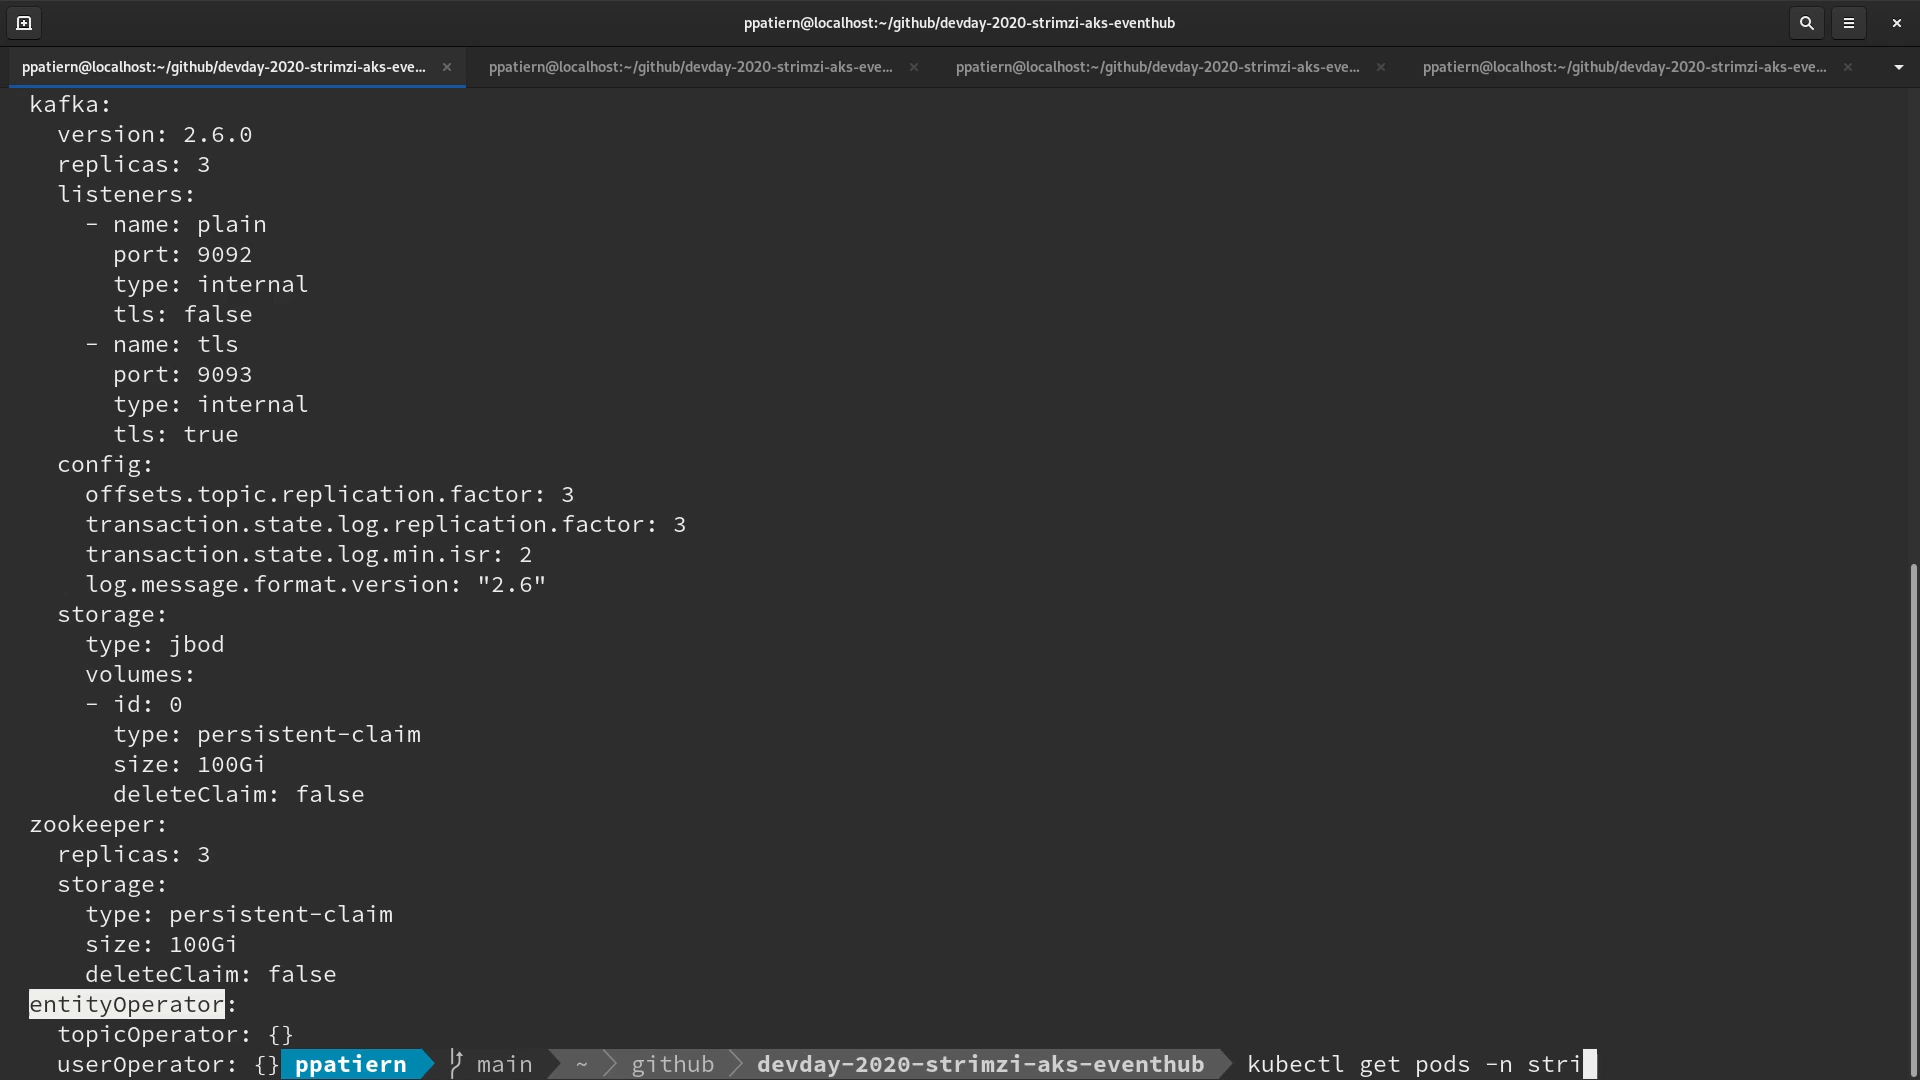 ppatiern@localhost:~/github/devday-2020-strimzi-aks-eventhub
ppatiern@localhost:~/github/devday-2020-strimzi-aks-eve...
ppatiern@localhost:~/github/devday-2020-strimzi-aks-eve...
ppatiern@localhost:~/github/devday-2020-strimzi-aks-eve...
ppatiern@localhost:~/github/devday-2020-strimzi-aks-eve...
kafka:
  version: 2.6.0
  replicas: 3
  listeners:
    - name: plain
      port: 9092
      type: internal
      tls: false
    - name: tls
      port: 9093
      type: internal
      tls: true
  config:
    offsets.topic.replication.factor: 3
    transaction.state.log.replication.factor: 3
    transaction.state.log.min.isr: 2
    log.message.format.version: "2.6"
  storage:
    type: jbod
    volumes:
    - id: 0
      type: persistent-claim
      size: 100Gi
      deleteClaim: false
zookeeper:
  replicas: 3
  storage:
    type: persistent-claim
    size: 100Gi
    deleteClaim: false
entityOperator:
  topicOperator: {}
  userOperator: {} ppatiern main ~ github devday-2020-strimzi-aks-eventhub kubectl get pods -n stri